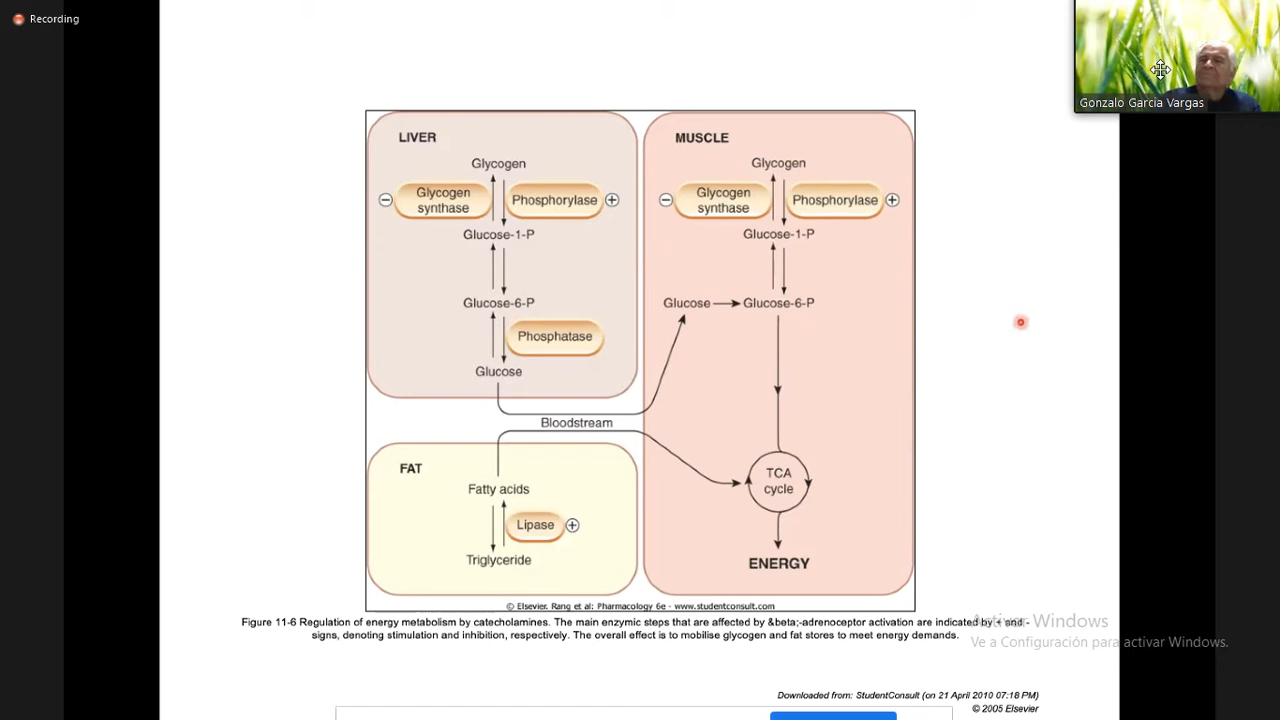 Recording
Gonzalo García Vargas
LIVER
Glycogen
Glycogen
synthase
Phosphorylase
Glucose-1-P
Glucose-6-P
Phosphatase
Glucose
MUSCLE
Glycogen
Glycogen
synthase
Phosphorylase
Glucose-1-P
Glucose
Glucose-6-P
Bloodstream
FAT
Fatty acids
Lipase
Triglyceride
TCA
cycle
ENERGY
© Elsevier. Rang et al: Pharmacology 6e - www.studentconsult.com
Figure 11-6 Regulation of energy metabolism by catecholamines. The main enzymic steps that are affected by &beta;-adrenoceptor activation are indicated by + and -
signs, denoting stimulation and inhibition, respectively. The overall effect is to mobilise glycogen and fat stores to meet energy demands.
Activar Windows
Ve a Configuración para activar Windows.
Downloaded from: StudentConsult (on 21 April 2010 07:18 PM)
© 2005 Elsevier